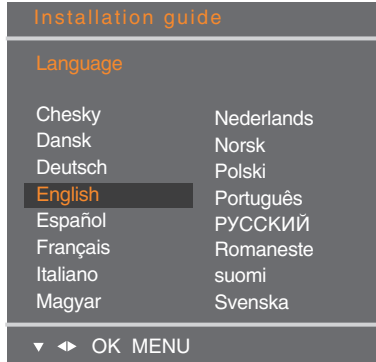 Installation guide
Language
Chesky
Dansk
Deutsch
English
Español
Français
Italiano
Magyar
Nederlands
Norsk
Polski
Português
РУССКИЙ
Romaneste
suomi
Svenska
OK MENU